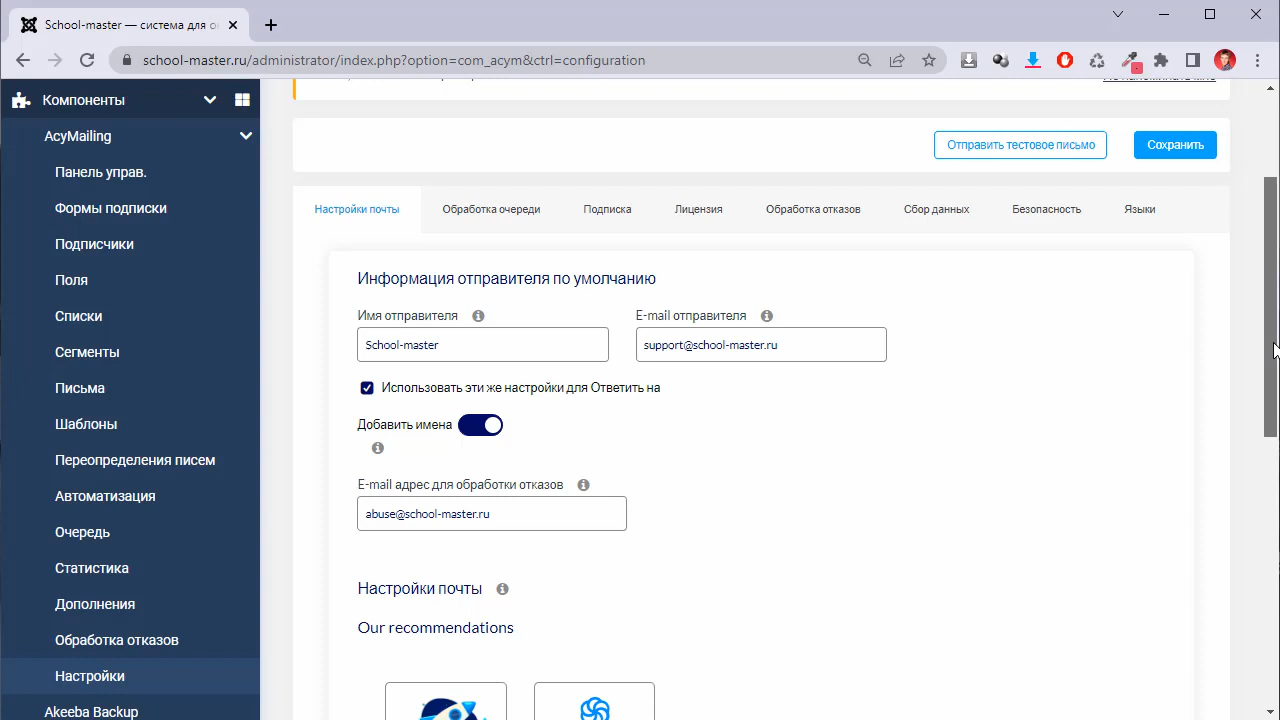 School-master — система для о
school-master.ru/administrator/index.php?option=com_acym&ctrl=configuration
Компоненты
AcyMailing
Панель управ.
Формы подписки
Подписчики
Поля
Списки
Сегменты
Письма
Шаблоны
Переопределения писем
Автоматизация
Очередь
Статистика
Дополнения
Обработка отказов
Настройки
Akeeba Backup
Отправить тестовое письмо
Сохранить
Настройки почты
Обработка очереди
Подписка
Лицензия
Обработка отказов
Сбор данных
Безопасность
Языки
Информация отправителя по умолчанию
Имя отправителя
E-mail отправителя
School-master
support@school-master.ru
Использовать эти же настройки для Ответить на
Добавить имена
E-mail адрес для обработки отказов
abuse@school-master.ru
Настройки почты
Our recommendations